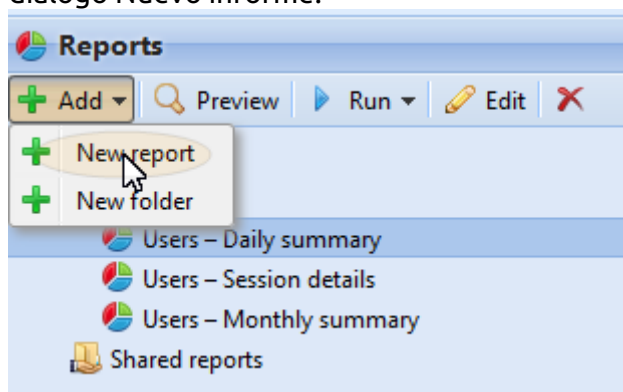 diálogo Nuevo informe.
Reports
Add Preview Run Edit
New report
New folder
Users – Daily summary
Users – Session details
Users – Monthly summary
Shared reports